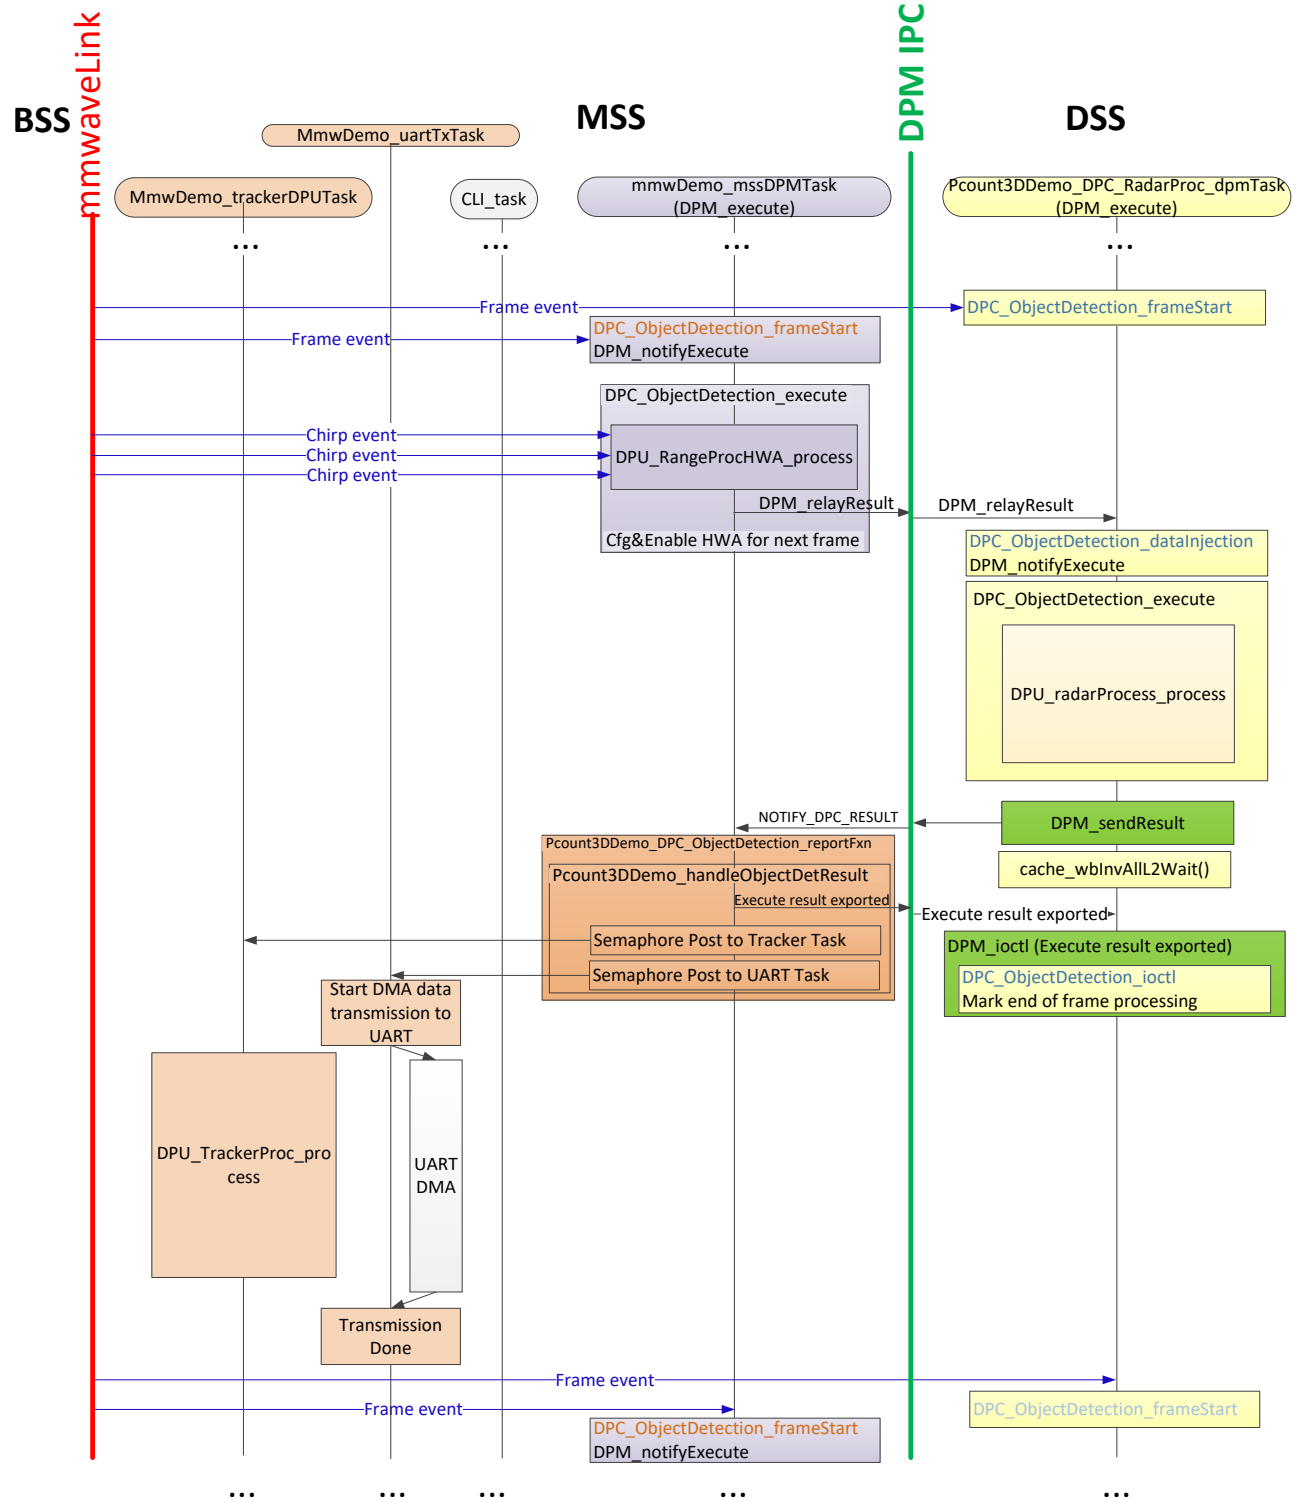 mmwaveLink
DPM IPC
BSS
MSS
DSS
MmwDemo_uartTxTask
MmwDemo_trackerDPUTask
CLI_task
mmwDemo_mssDPMTask
(DPM_execute)
Pcount3DDemo_DPC_RadarProc_dpmTask
(DPM_execute)
...
...
...
...
Frame event
DPC_ObjectDetection_frameStart
Frame event
DPC_ObjectDetection_frameStart
DPM_notifyExecute
DPC_ObjectDetection_execute
Chirp event
Chirp event
Chirp event
DPU_RangeProcHWA_process
DPM_relayResult
DPM_relayResult
Cfg&Enable HWA for next frame
DPC_ObjectDetection_dataInjection
DPM_notifyExecute
DPC_ObjectDetection_execute
DPU_radarProcess_process
NOTIFY_DPC_RESULT
DPM_sendResult
Pcount3DDemo_DPC_ObjectDetection_reportFxn
Pcount3DDemo_handleObjectDetResult
cache_wbInvAllL2Wait()
Execute result exported
Execute result exported
Semaphore Post to Tracker Task
DPM_ioctl (Execute result exported)
Semaphore Post to UART Task
DPC_ObjectDetection_ioctl
Mark end of frame processing
Start DMA data
transmission to
UART
DPU_TrackerProc_pro
cess
UART
DMA
Transmission
Done
Frame event
Frame event
DPC_ObjectDetection_frameStart
DPC_ObjectDetection_frameStart
DPM_notifyExecute
...
...
...
...
...